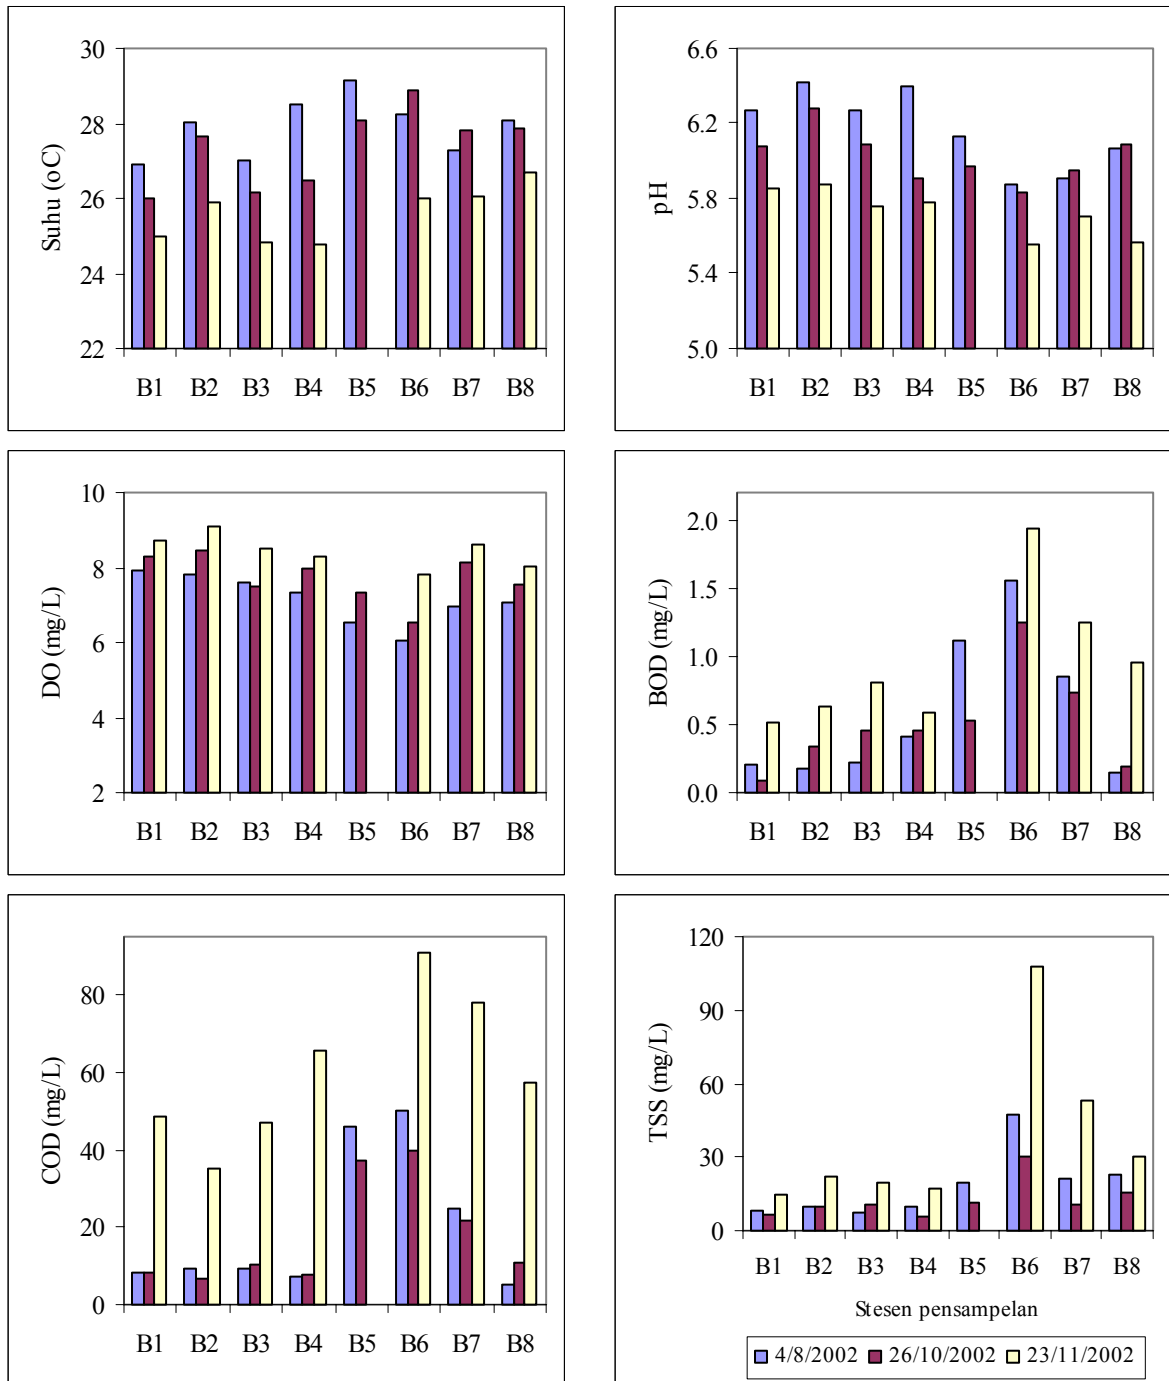 Suhu (oC)
30
28
26
24
22
B1 B2 B3 B4 B5 B6 B7 B8
pH
6.6
6.2
5.8
5.4
5.0
B1 B2 B3 B4 B5 B6 B7 B8
DO (mg/L)
10
8
6
4
2
B1 B2 B3 B4 B5 B6 B7 B8
BOD (mg/L)
2.0
1.5
1.0
0.5
0.0
B1 B2 B3 B4 B5 B6 B7 B8
COD (mg/L)
80
60
40
20
0
B1 B2 B3 B4 B5 B6 B7 B8
TSS (mg/L)
120
90
60
30
0
B1 B2 B3 B4 B5 B6 B7 B8
Stesen pensampelan
4/8/2002 26/10/2002 23/11/2002